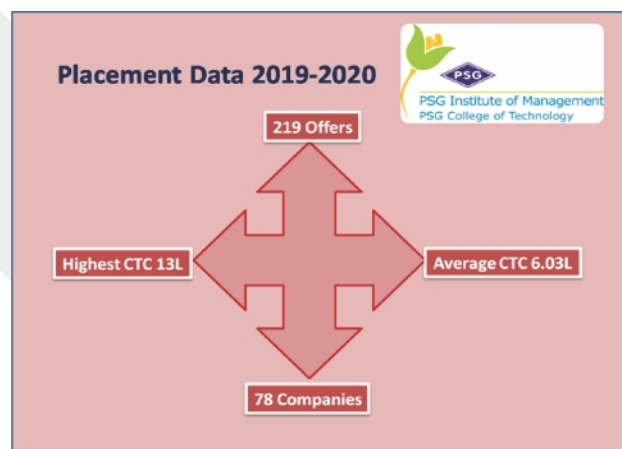 Placement Data 2019-2020
PSG
PSG Institute of Management
PSG College of Technology
219 Offers
Highest CTC 13L
Average CTC 6.03L
78 Companies